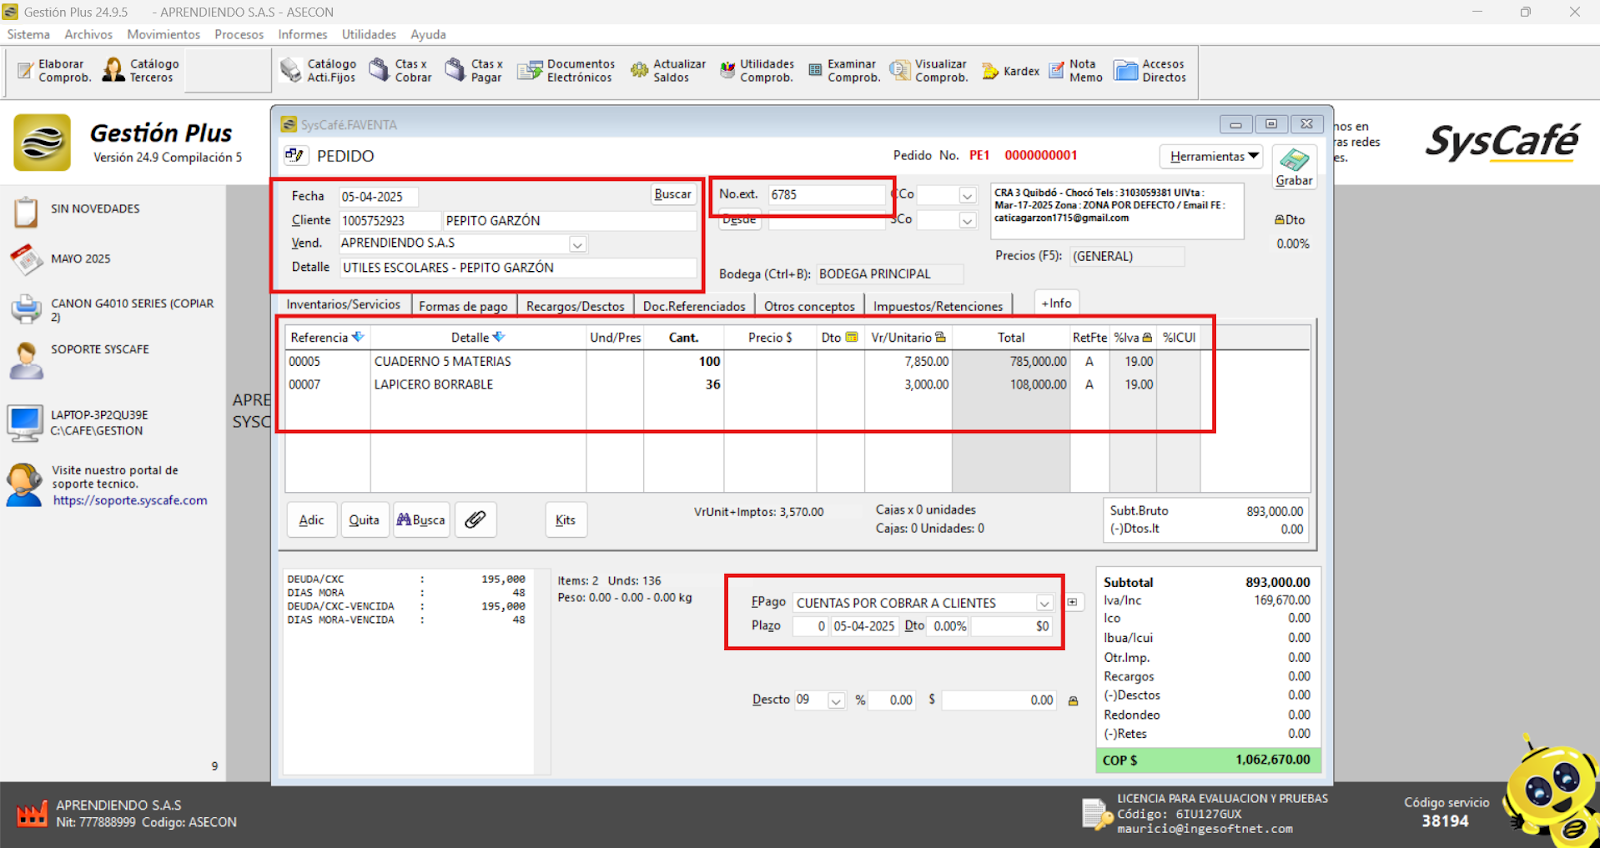 Gestión Plus 24.9.5 - APRENDIENDO S.A.S - ASECON
Sistema Archivos Movimientos Procesos Informes Utilidades Ayuda
Elaborar Comprob.
Catálogo Terceros
Catálogo Acti.Fijos
Ctas x Cobrar
Ctas x Pagar
Documentos Electrónicos
Actualizar Saldos
Utilidades Comprob.
Examinar Comprob.
Visualizar Comprob.
Kardex
Nota Memo
Accesos Directos
Gestión Plus
Versión 24.9 Compilación 5
SIN NOVEDADES
MAYO 2025
CANON G4010 SERIES (COPIAR
2)
SOPORTE SYSCAFE
LAPTOP-3P2QU39E
C:\CAFE\GESTION
Visite nuestro portal de
soporte tecnico.
https://soporte.syscafe.com
9
APRE
SYSC
nos en
ras redes
es.
SysCafé
SysCafé.FAVENTA
PEDIDO
Pedido No. PE1 0000000001
Herramientas
Grabar
Fecha 05-04-2025 Buscar
Cliente 1005752923 PEPITO GARZÓN
Vend. APRENDIENDO S.A.S
Detalle UTILES ESCOLARES - PEPITO GARZÓN
No.ext. 6785 CCo
Desde SCo
CRA 3 Quibdó - Chocó Tels : 3103059381 UlVta :
Mar-17-2025 Zona : ZONA POR DEFECTO / Email FE :
caticagarzon1715@gmail.com
Dto
0.00%
Precios (F5): (GENERAL)
Bodega (Ctrl+B): BODEGA PRINCIPAL
Inventarios/Servicios Formas de pago Recargos/Desctos Doc.Referenciados Otros conceptos Impuestos/Retenciones +Info
Referencia Detalle Und/Pres Cant. Precio $ Dto Vr/Unitario Total RetFte %Iva %ICUI
00005 CUADERNO 5 MATERIAS 100 7,850.00 785,000.00 A 19.00
00007 LAPICERO BORRABLE 36 3,000.00 108,000.00 A 19.00
Adic Quita Busca Kits
VrUnit+Imptos: 3,570.00
Cajas x 0 unidades
Cajas: 0 Unidades: 0
Subt.Bruto 893,000.00
(-)Dtos.It 0.00
DEUDA/CXC : 195,000
DIAS MORA : 48
DEUDA/CXC-VENCIDA : 195,000
DIAS MORA-VENCIDA : 48
Items: 2 Unds: 136
Peso: 0.00 - 0.00 - 0.00 kg
FPago CUENTAS POR COBRAR A CLIENTES
Plazo 0 05-04-2025 Dto 0.00% $0
Descto 09 % 0.00 $ 0.00
Subtotal 893,000.00
Iva/Inc 169,670.00
Ico 0.00
Ibua/Icui 0.00
Otr.Imp. 0.00
Recargos 0.00
(-)Desctos 0.00
Redondeo 0.00
(-)Retes 0.00
COP $ 1,062,670.00
APRENDIENDO S.A.S
Nit: 777888999 Codigo: ASECON
LICENCIA PARA EVALUACION Y PRUEBAS
Código: 6IU127GUX
mauricio@ingesoftnet.com
Código servicio
38194